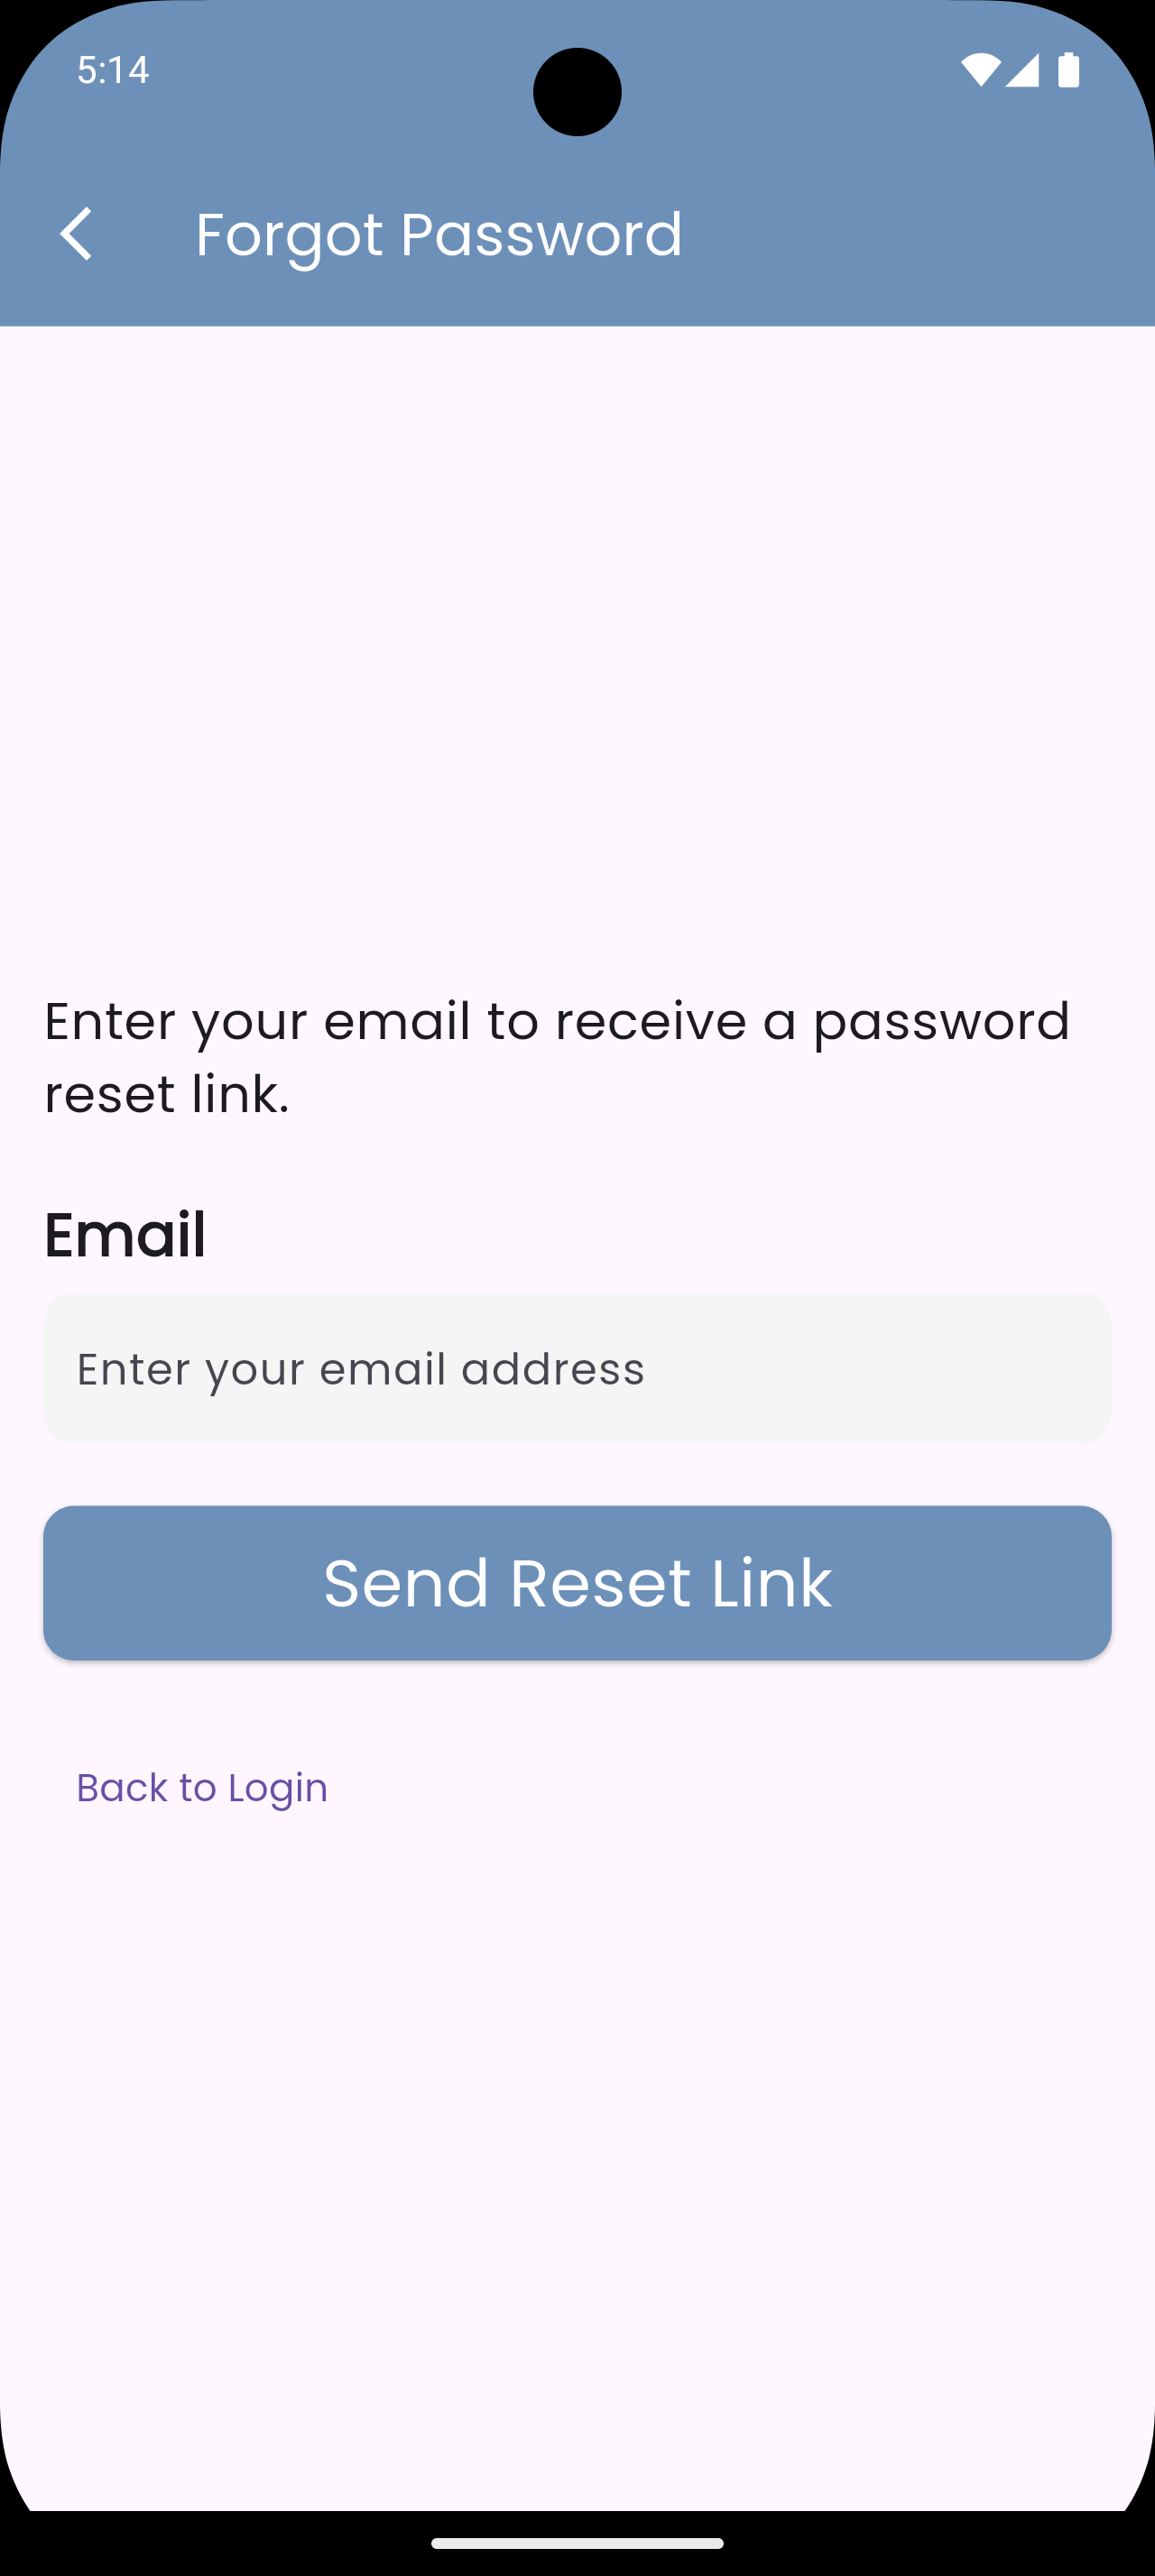 5:14
Forgot Password
Enter your email to receive a password
reset link.
Email
Enter your email address
Send Reset Link
Back to Login